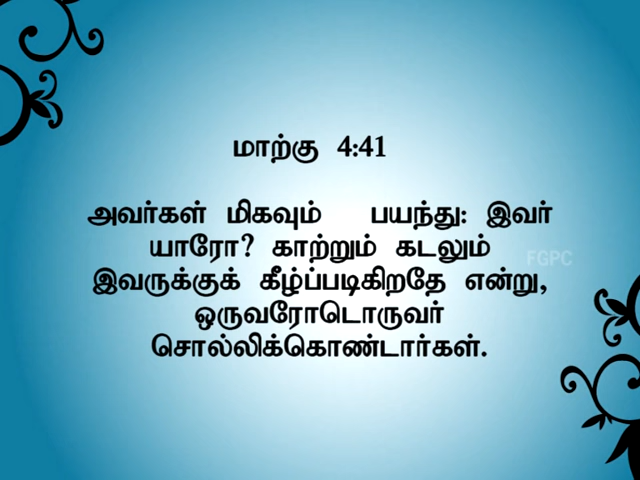 மாற்கு 4:41
அவர்கள் மிகவும் பயந்து: இவர்
யாரோ? காற்றும் கடலும்
FGPC
இவருக்குக் கீழ்ப்படிகிறதே என்று,
ஒருவரோடொருவர்
சொல்லிக்கொண்டார்கள்.